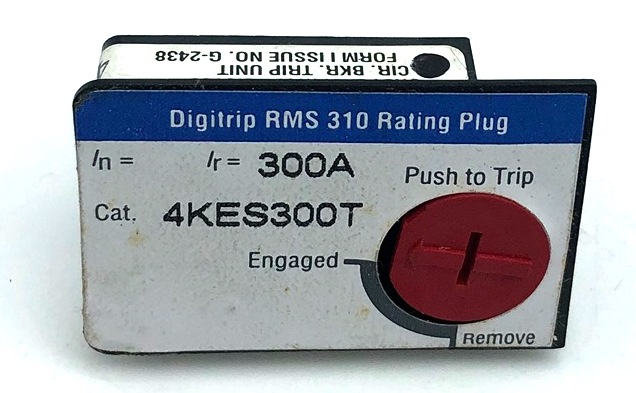 CIR. BKR. TRIP UNIT
FORM I ISSUE NO. G-2438
Digitrip RMS 310 Rating Plug
In = Ir = 300A
Push to Trip
Cat. 4KES300T
Engaged
Remove